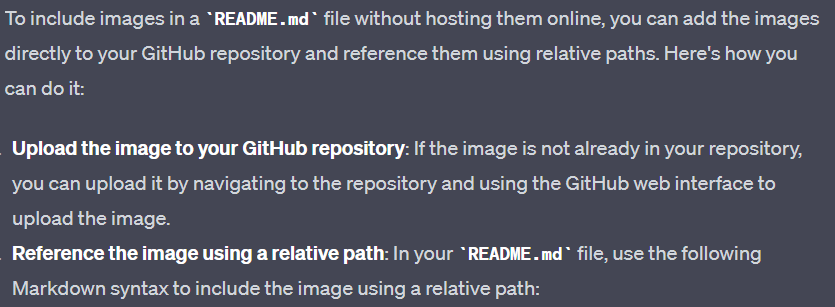 To include images in a `README.md` file without hosting them online, you can add the images
directly to your GitHub repository and reference them using relative paths. Here's how you
can do it:
Upload the image to your GitHub repository: If the image is not already in your repository,
you can upload it by navigating to the repository and using the GitHub web interface to
upload the image.
Reference the image using a relative path: In your `README.md` file, use the following
Markdown syntax to include the image using a relative path: